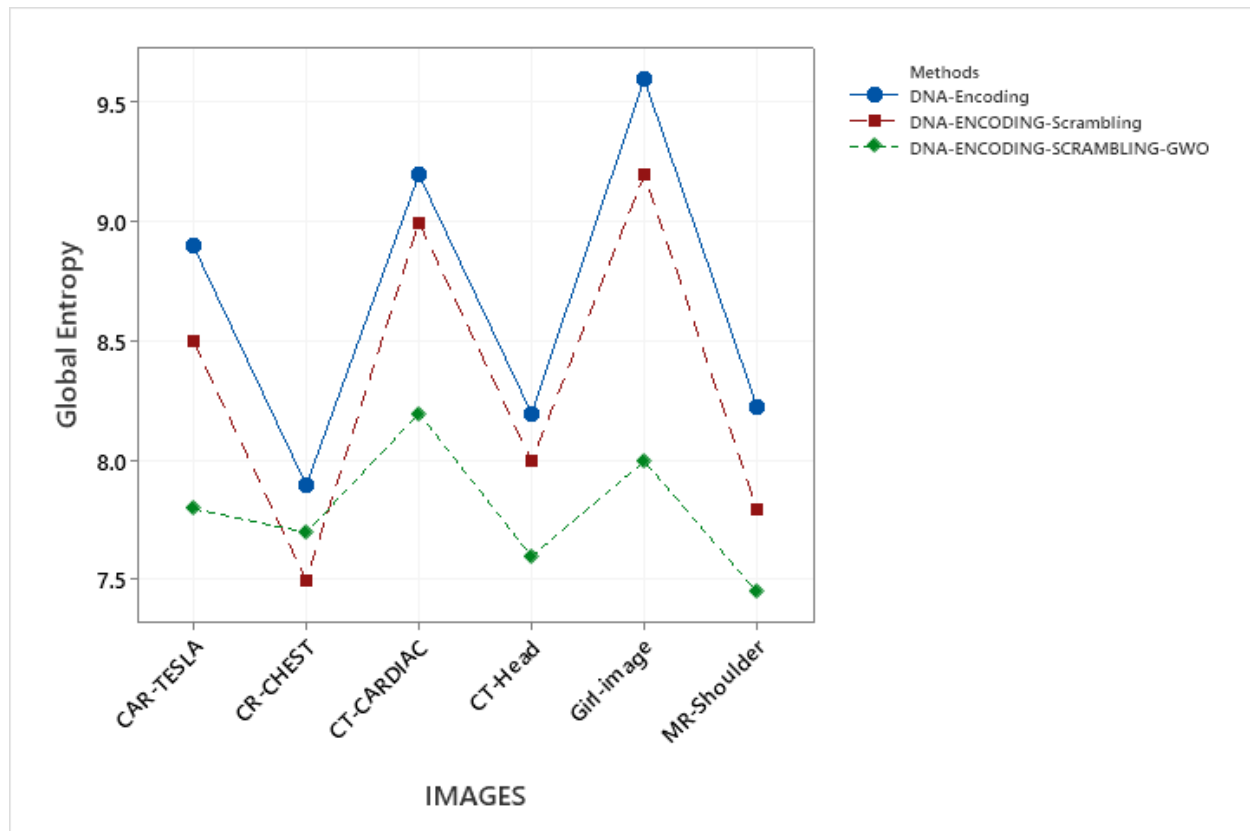 Methods
DNA-Encoding
DNA-ENCODING-Scrambling
DNA-ENCODING-SCRAMBLING-GWO
Global Entropy
9.5
9.0
8.5
8.0
7.5
CAR-TESLA
CR-CHEST
CT-CARDIAC
CT-Head
Girl-image
MR-Shoulder
IMAGES